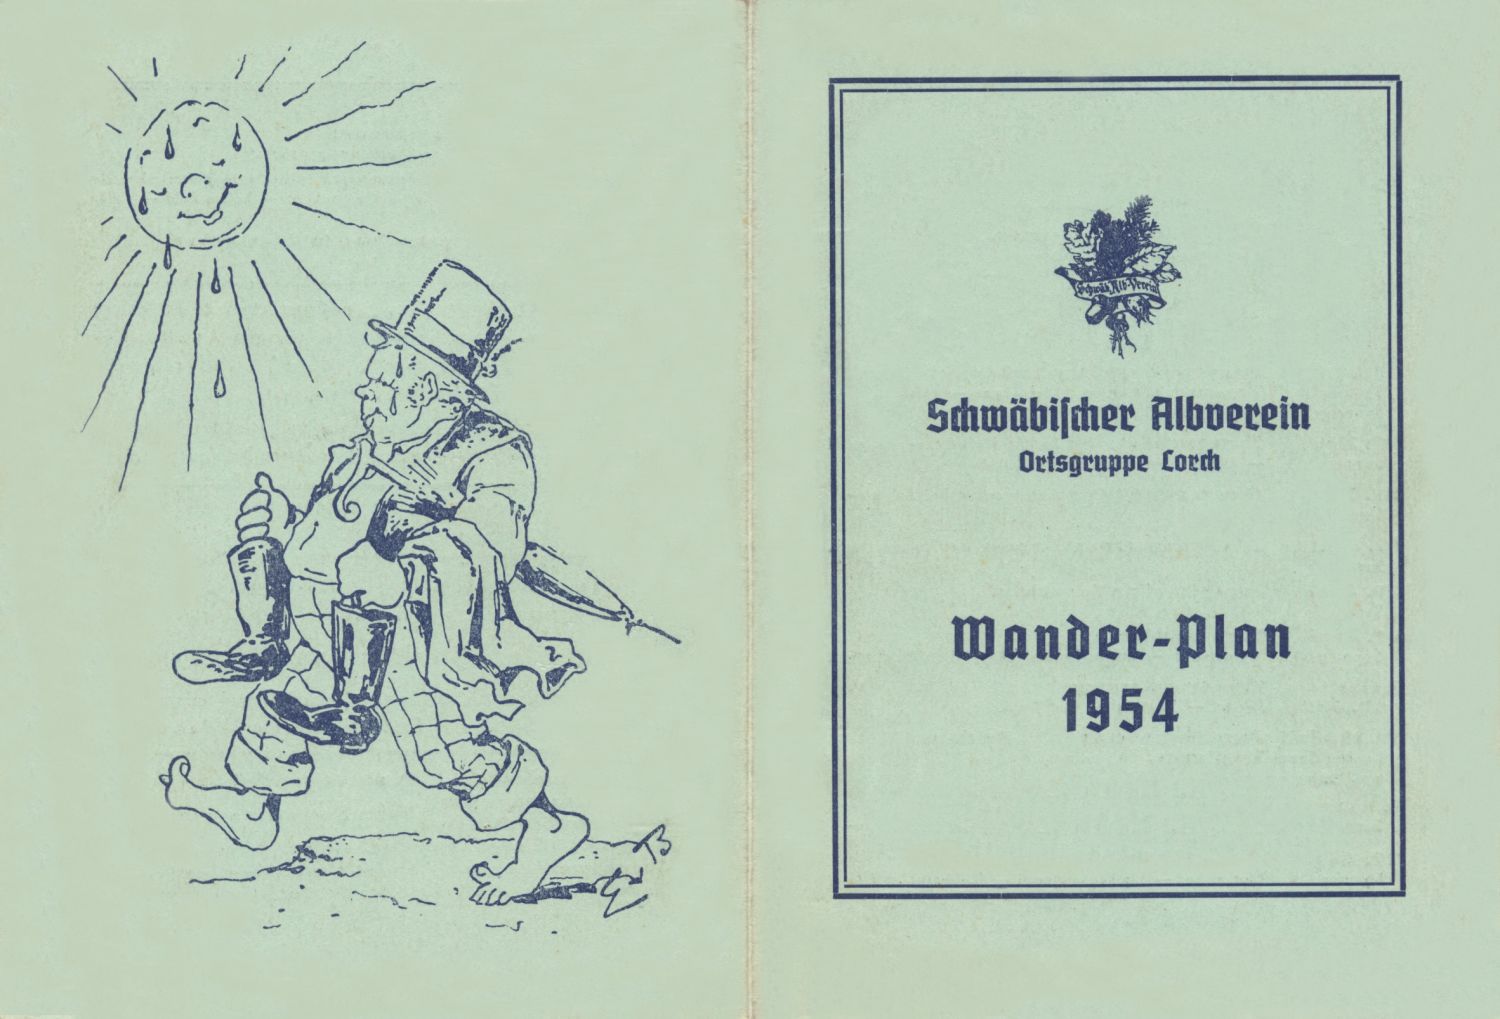 Schwäb. Alb-Verein
Schwäbiſcher Albverein
Ortsgruppe Lorch
Wander-Plan
1954